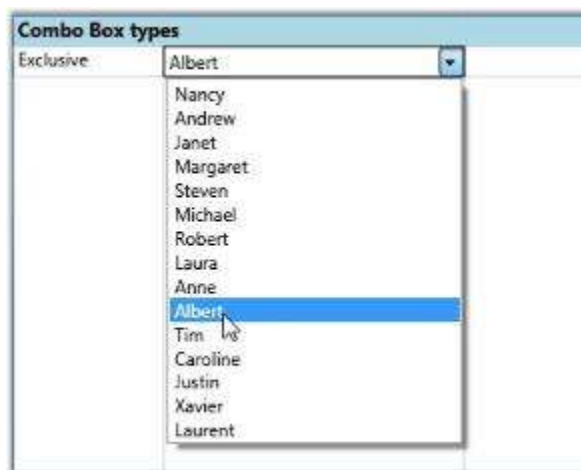 Combo Box types
Exclusive Albert
Nancy
Andrew
Janet
Margaret
Steven
Michael
Robert
Laura
Anne
Albert
Tim
Caroline
Justin
Xavier
Laurent